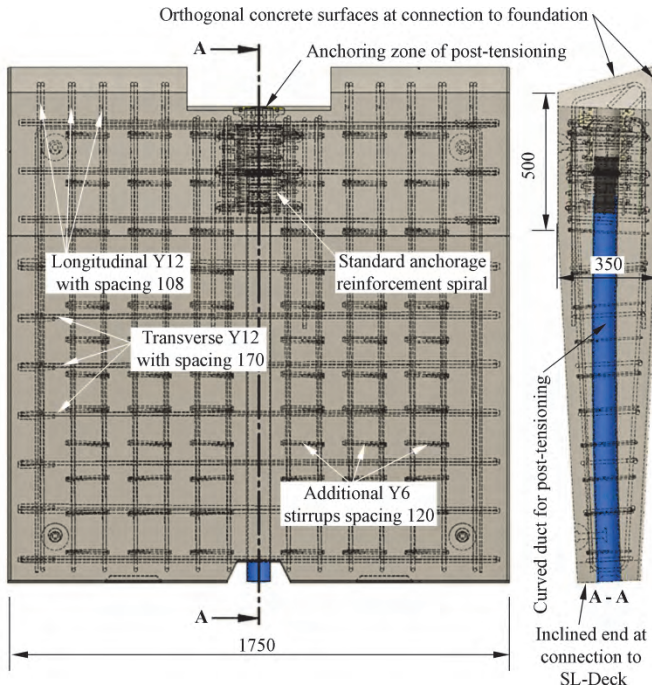 Orthogonal concrete surfaces at connection to foundation
A
Anchoring zone of post-tensioning
500
350
Longitudinal Y12
with spacing 108
Standard anchorage
reinforcement spiral
Transverse Y12
with spacing 170
Additional Y6
stirrups spacing 120
Curved duct for post-tensioning
A
A - A
1750
Inclined end at
connection to
SL-Deck